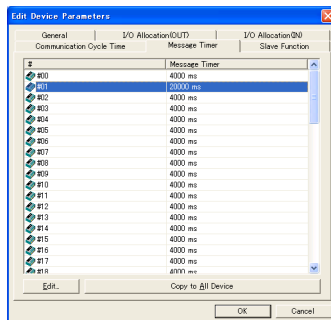 Edit Device Parameters
General I/O Allocation(OUT) I/O Allocation(IN)
Communication Cycle Time Message Timer Slave Function
# Message Timer
#00 4000 ms
#01 20000 ms
#02 4000 ms
#03 4000 ms
#04 4000 ms
#05 4000 ms
#06 4000 ms
#07 4000 ms
#08 4000 ms
#09 4000 ms
#10 4000 ms
#11 4000 ms
#12 4000 ms
#13 4000 ms
#14 4000 ms
#15 4000 ms
#16 4000 ms
#17 4000 ms
#18 4000 ms
Edit... Copy to All Device
OK Cancel